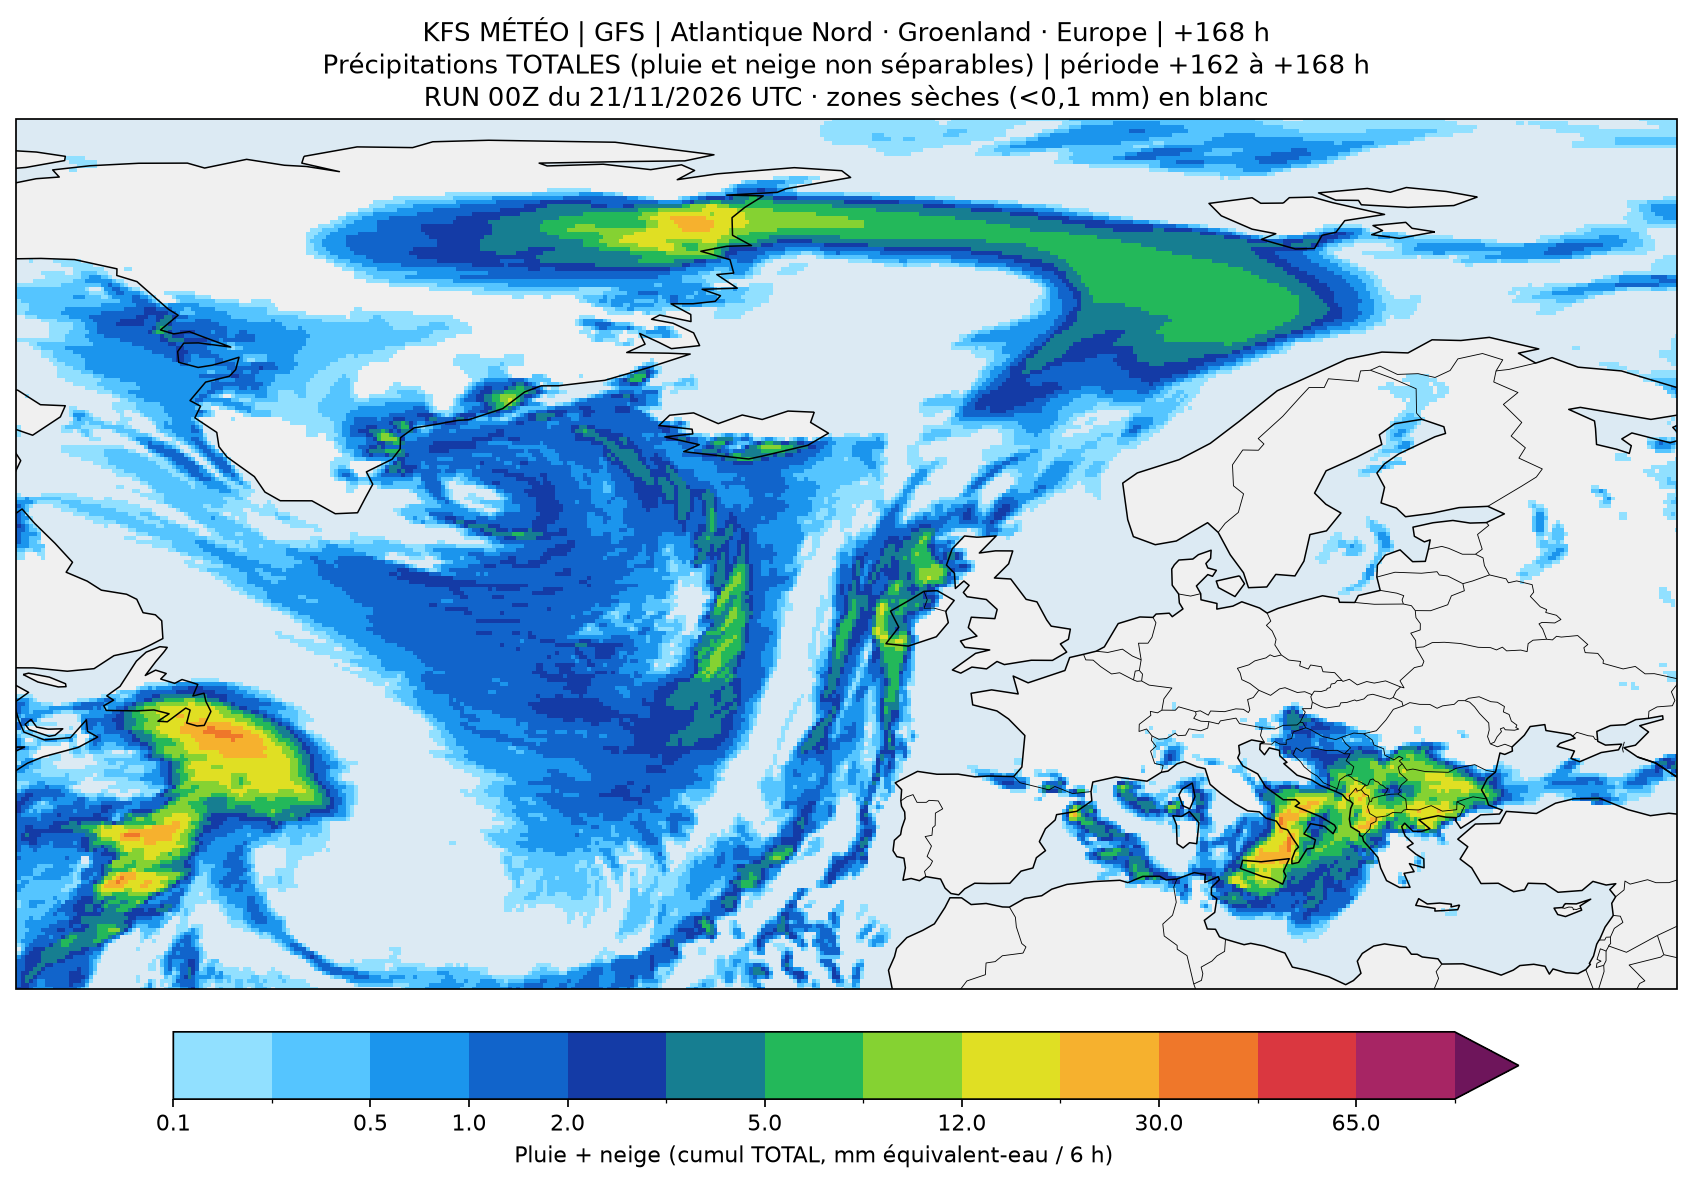 KFS MÉTÉO | GFS | Atlantique Nord · Groenland · Europe | +168 h
Précipitations TOTALES (pluie et neige non séparables) | période +162 à +168 h
RUN 00Z du 21/11/2026 UTC · zones sèches (<0,1 mm) en blanc
0.1 0.5 1.0 2.0 5.0 12.0 30.0 65.0
Pluie + neige (cumul TOTAL, mm équivalent-eau / 6 h)